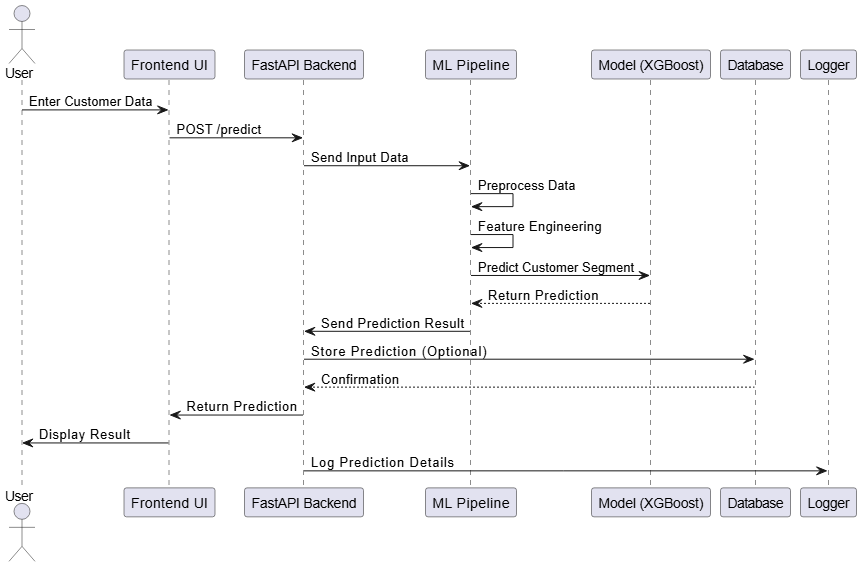 User
Frontend UI
FastAPI Backend
ML Pipeline
Model (XGBoost)
Database
Logger
Enter Customer Data
POST /predict
Send Input Data
Preprocess Data
Feature Engineering
Predict Customer Segment
Return Prediction
Send Prediction Result
Store Prediction (Optional)
Confirmation
Return Prediction
Display Result
Log Prediction Details
User
Frontend UI
FastAPI Backend
ML Pipeline
Model (XGBoost)
Database
Logger